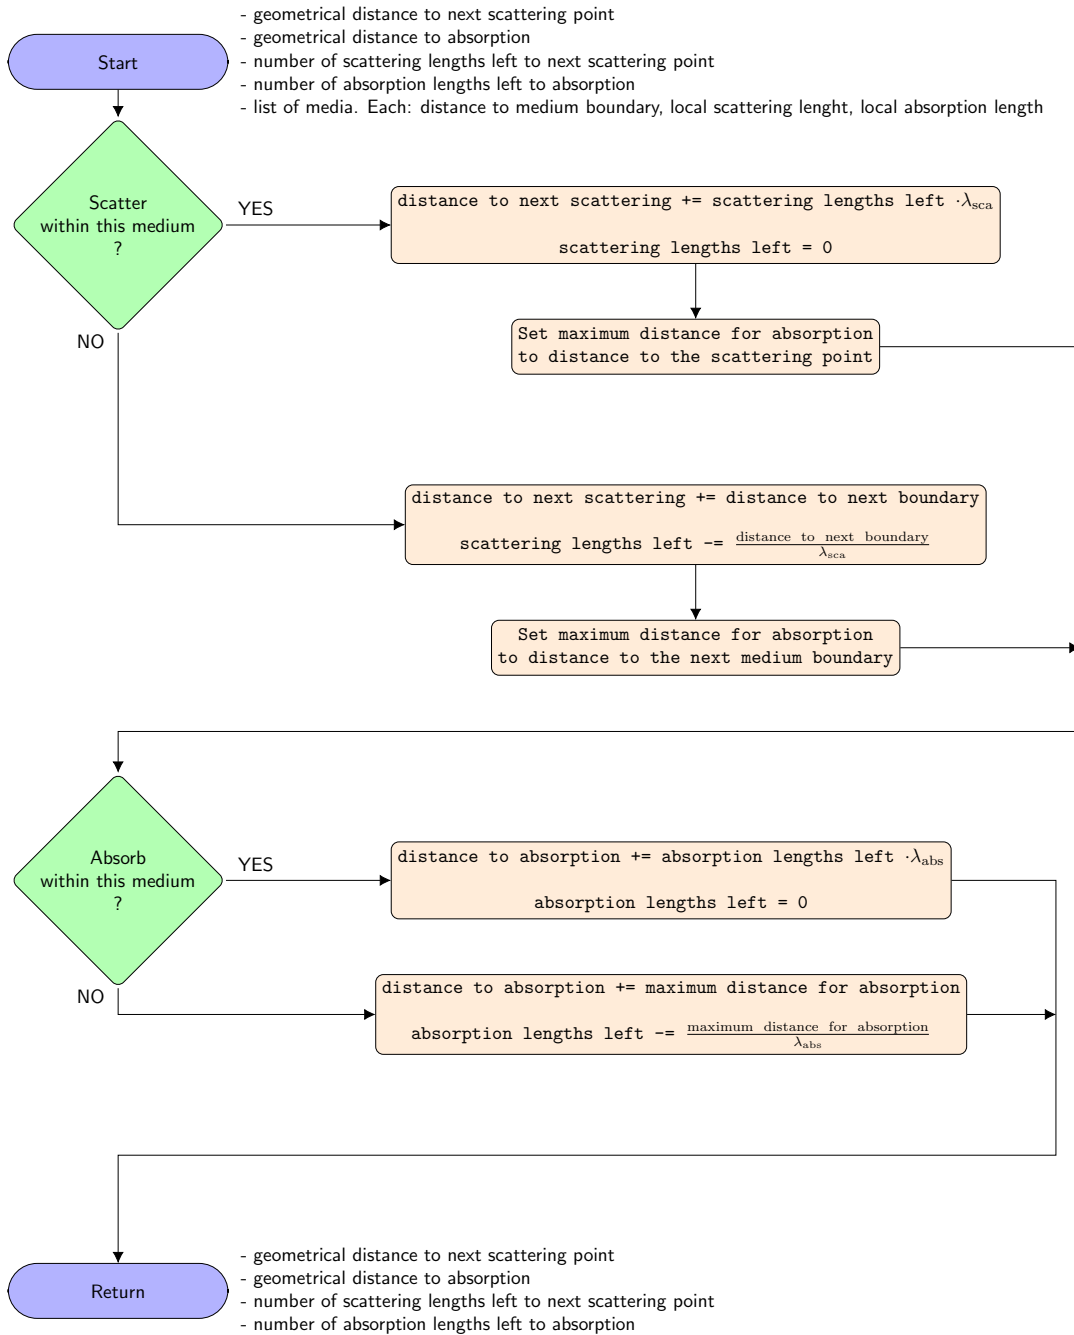 - geometrical distance to next scattering point
- geometrical distance to absorption
Start
- number of scattering lengths left to next scattering point
- number of absorption lengths left to absorption
- list of media. Each: distance to medium boundary, local scattering lenght, local absorption length
Scatter
within this medium
?
YES
distance to next scattering += scattering lengths left ·λsca
scattering lengths left = 0
NO
Set maximum distance for absorption
to distance to the scattering point
distance to next scattering += distance to next boundary
scattering lengths left -= distance to next boundary / λsca
Set maximum distance for absorption
to distance to the next medium boundary
Absorb
within this medium
?
YES
distance to absorption += absorption lengths left ·λabs
absorption lengths left = 0
NO
distance to absorption += maximum distance for absorption
absorption lengths left -= maximum distance for absorption / λabs
- geometrical distance to next scattering point
- geometrical distance to absorption
Return
- number of scattering lengths left to next scattering point
- number of absorption lengths left to absorption